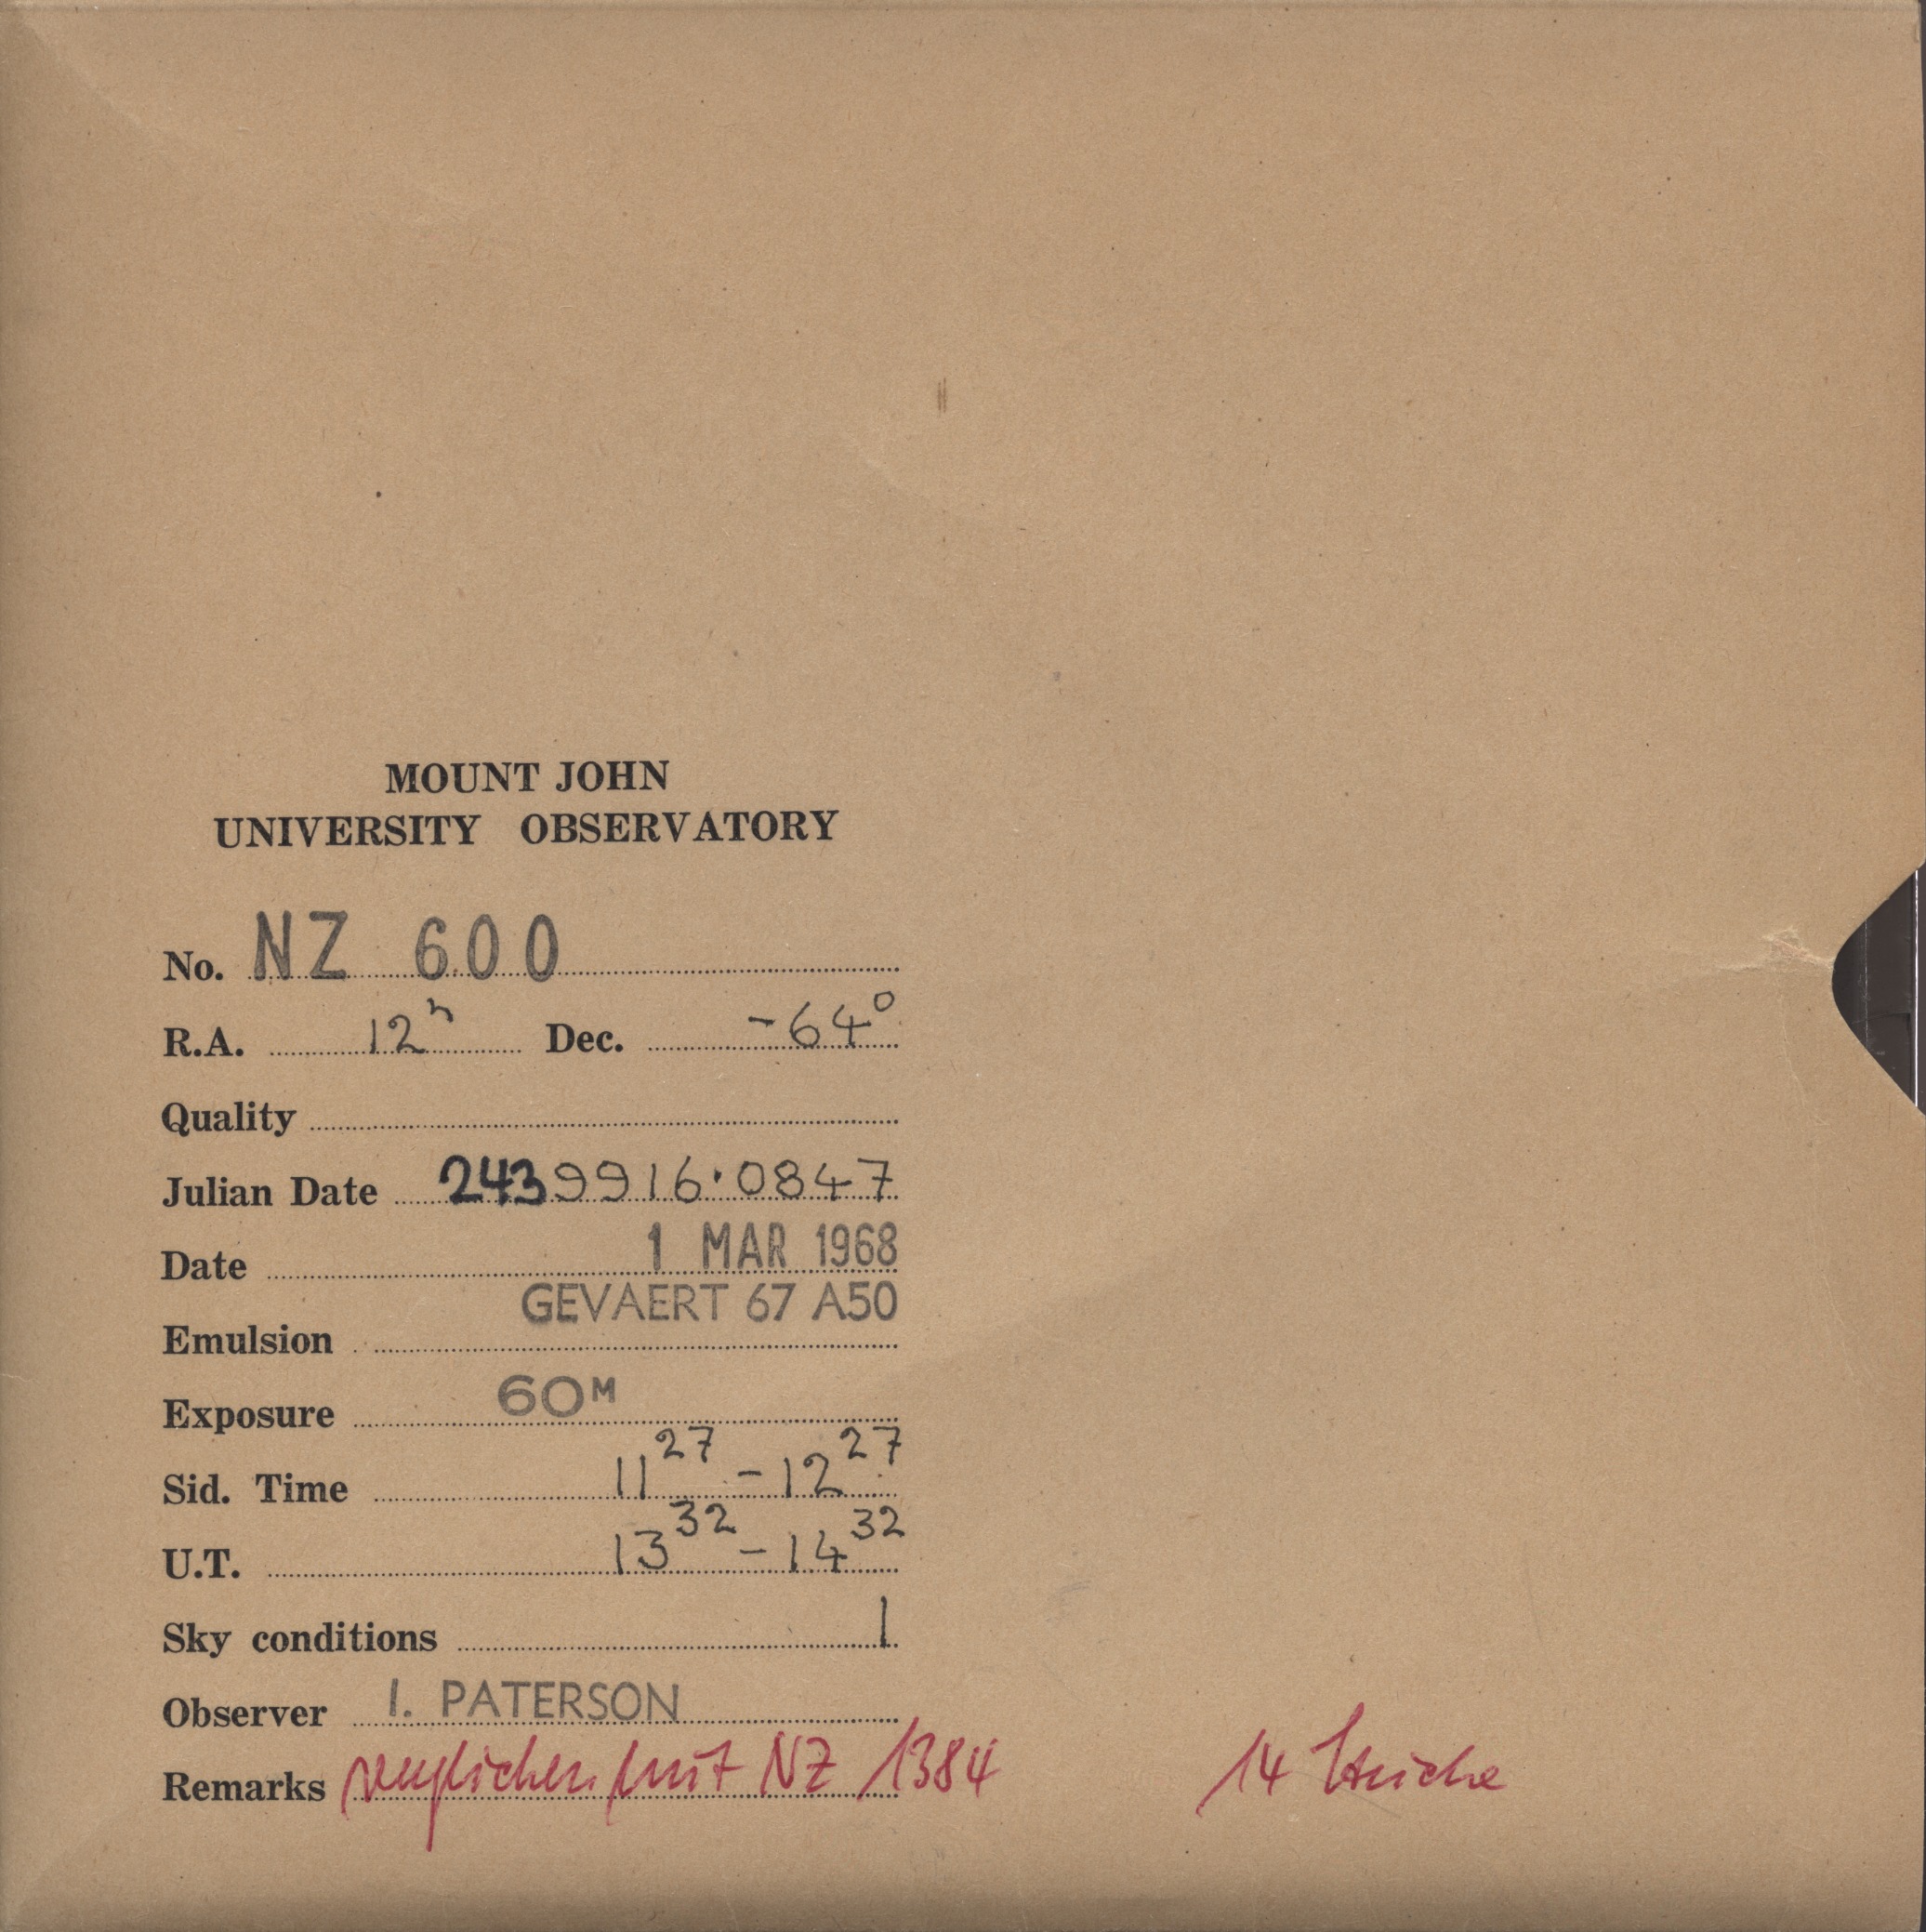 MOUNT JOHN
UNIVERSITY OBSERVATORY
No. NZ 600
R.A. 12h Dec. -64°
Quality
Julian Date 2439916.0847
Date 1 MAR 1968
GEVAERT 67 A50
Emulsion
Exposure 60M
Sid. Time 11 27 - 12 27
U.T. 13 32 - 14 32
Sky conditions 1
Observer I. PATERSON
Remarks verglichen mit NZ 1384 14 Striche